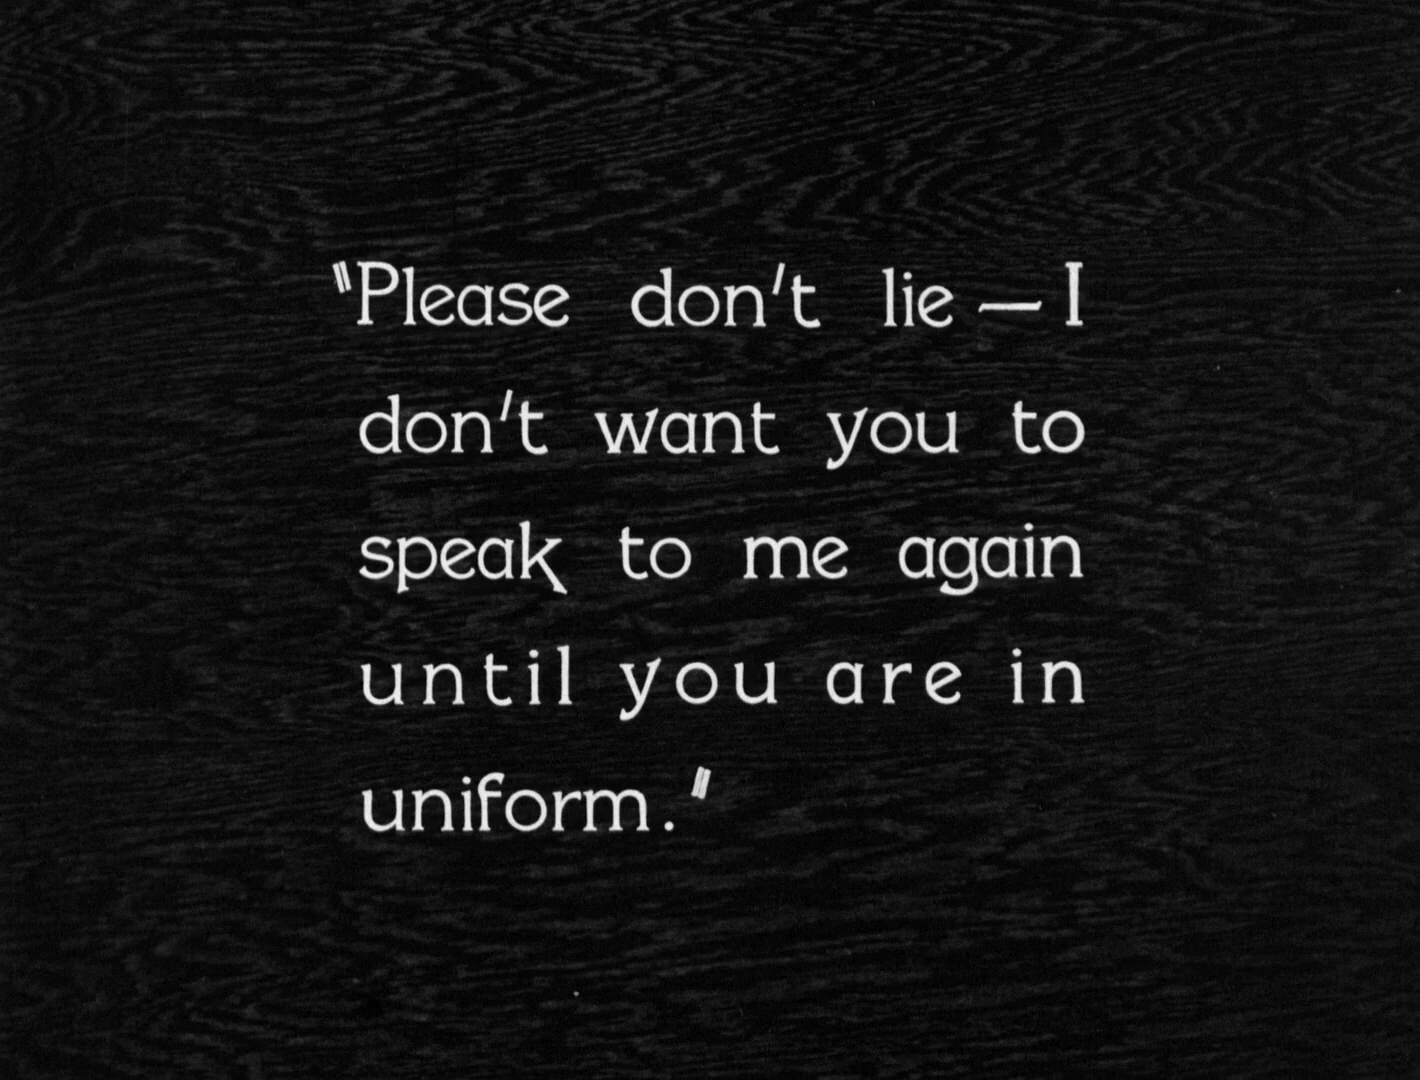 "Please don't lie — I
don't want you to
speak to me again
until you are in
uniform."